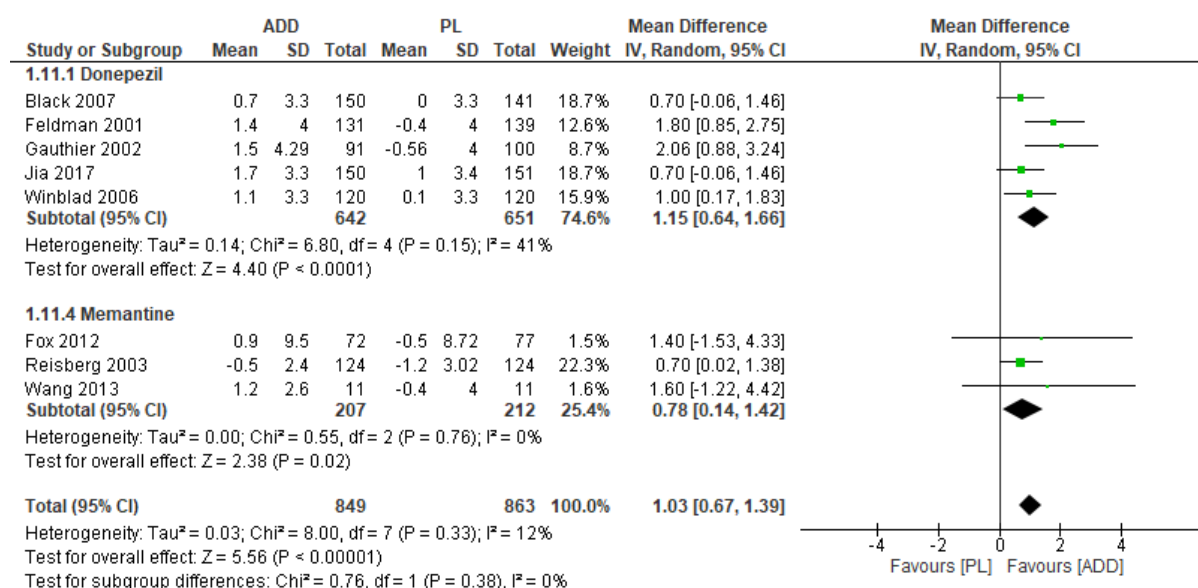 ADD PL Mean Difference Mean Difference
Study or Subgroup Mean SD Total Mean SD Total Weight IV, Random, 95% CI IV, Random, 95% CI
1.11.1 Donepezil
Black 2007 0.7 3.3 150 0 3.3 141 18.7% 0.70 [-0.06, 1.46]
Feldman 2001 1.4 4 131 -0.4 4 139 12.6% 1.80 [0.85, 2.75]
Gauthier 2002 1.5 4.29 91 -0.56 4 100 8.7% 2.06 [0.88, 3.24]
Jia 2017 1.7 3.3 150 1 3.4 151 18.7% 0.70 [-0.06, 1.46]
Winblad 2006 1.1 3.3 120 0.1 3.3 120 15.9% 1.00 [0.17, 1.83]
Subtotal (95% CI) 642 651 74.6% 1.15 [0.64, 1.66]
Heterogeneity: Tau² = 0.14; Chi² = 6.80, df = 4 (P = 0.15); I² = 41%
Test for overall effect: Z = 4.40 (P < 0.0001)
1.11.4 Memantine
Fox 2012 0.9 9.5 72 -0.5 8.72 77 1.5% 1.40 [-1.53, 4.33]
Reisberg 2003 -0.5 2.4 124 -1.2 3.02 124 22.3% 0.70 [0.02, 1.38]
Wang 2013 1.2 2.6 11 -0.4 4 11 1.6% 1.60 [-1.22, 4.42]
Subtotal (95% CI) 207 212 25.4% 0.78 [0.14, 1.42]
Heterogeneity: Tau² = 0.00; Chi² = 0.55, df = 2 (P = 0.76); I² = 0%
Test for overall effect: Z = 2.38 (P = 0.02)
Total (95% CI) 849 863 100.0% 1.03 [0.67, 1.39]
Heterogeneity: Tau² = 0.03; Chi² = 8.00, df = 7 (P = 0.33); I² = 12%
Test for overall effect: Z = 5.56 (P < 0.00001)
Test for subgroup differences: Chi² = 0.76, df = 1 (P = 0.38), I² = 0%
-4 -2 0 2 4
Favours [PL] Favours [ADD]